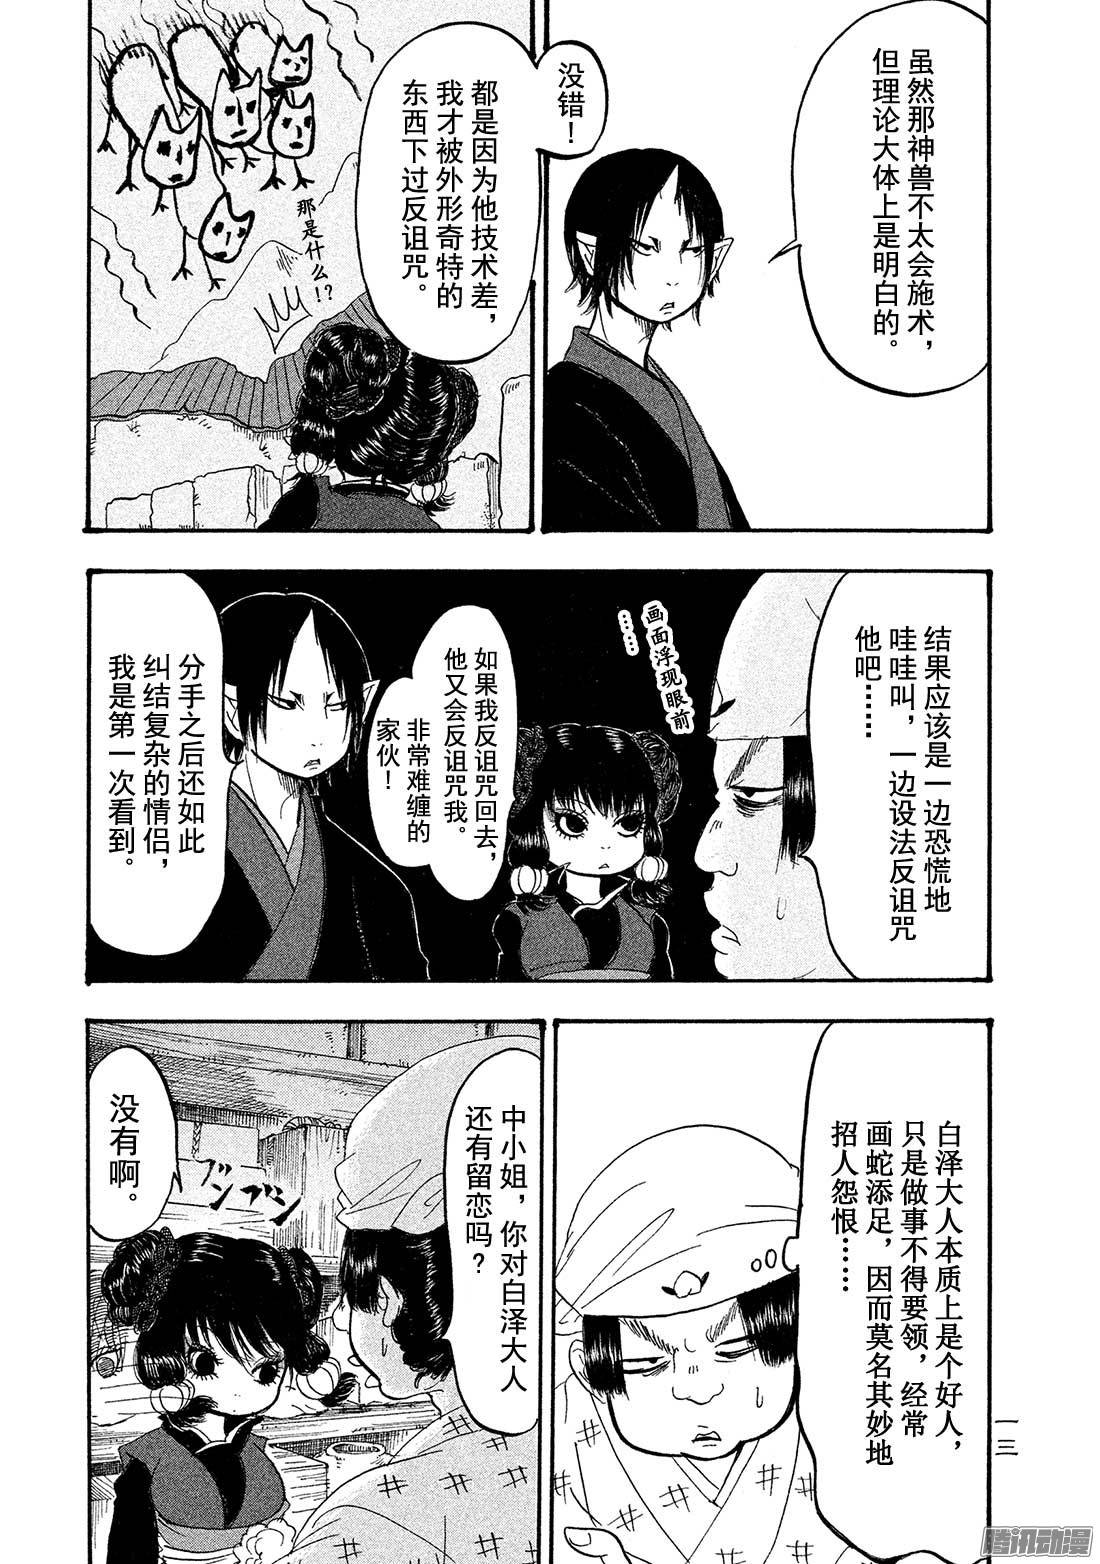 虽然那神兽不太会施术，
但理论大体上是明白的。
没错！
都是因为他技术差，
我才被外形奇特的
东西下过反诅咒。
那是什么!?
结果应该是一边恐慌地
哇哇叫，一边设法反诅咒
他吧……
画面浮现眼前
……
如果我反诅咒回去，
他又会反诅咒我。
非常难缠的
家伙！
分手之后还如此
纠结复杂的情侣，
我是第一次看到。
白泽大人本质上是个好人，
只是做事不得要领，经常
画蛇添足，因而莫名其妙地
招人怨恨……
中小姐，你对白泽大人
还有留恋吗？
ブンブン
没有啊。
一三
腾讯动漫